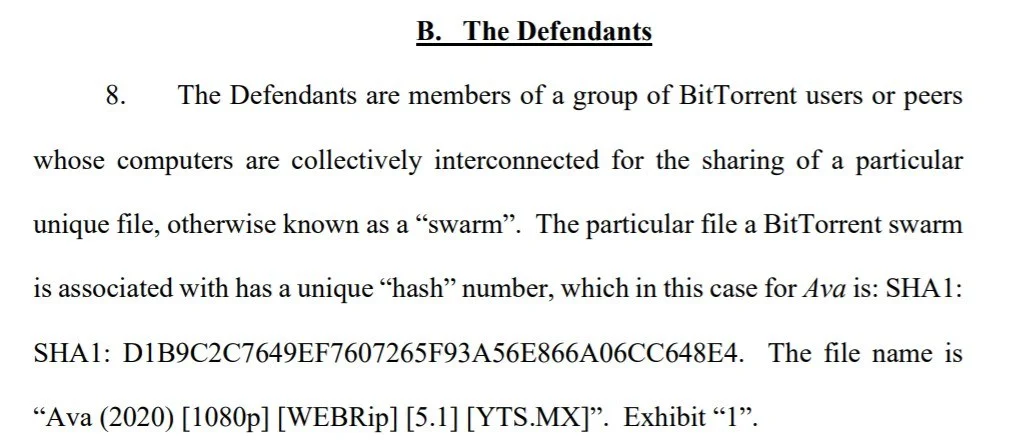 B. The Defendants
8. The Defendants are members of a group of BitTorrent users or peers
whose computers are collectively interconnected for the sharing of a particular
unique file, otherwise known as a “swarm”. The particular file a BitTorrent swarm
is associated with has a unique “hash” number, which in this case for Ava is: SHA1:
SHA1: D1B9C2C7649EF7607265F93A56E866A06CC648E4. The file name is
“Ava (2020) [1080p] [WEBRip] [5.1] [YTS.MX]”. Exhibit “1”.